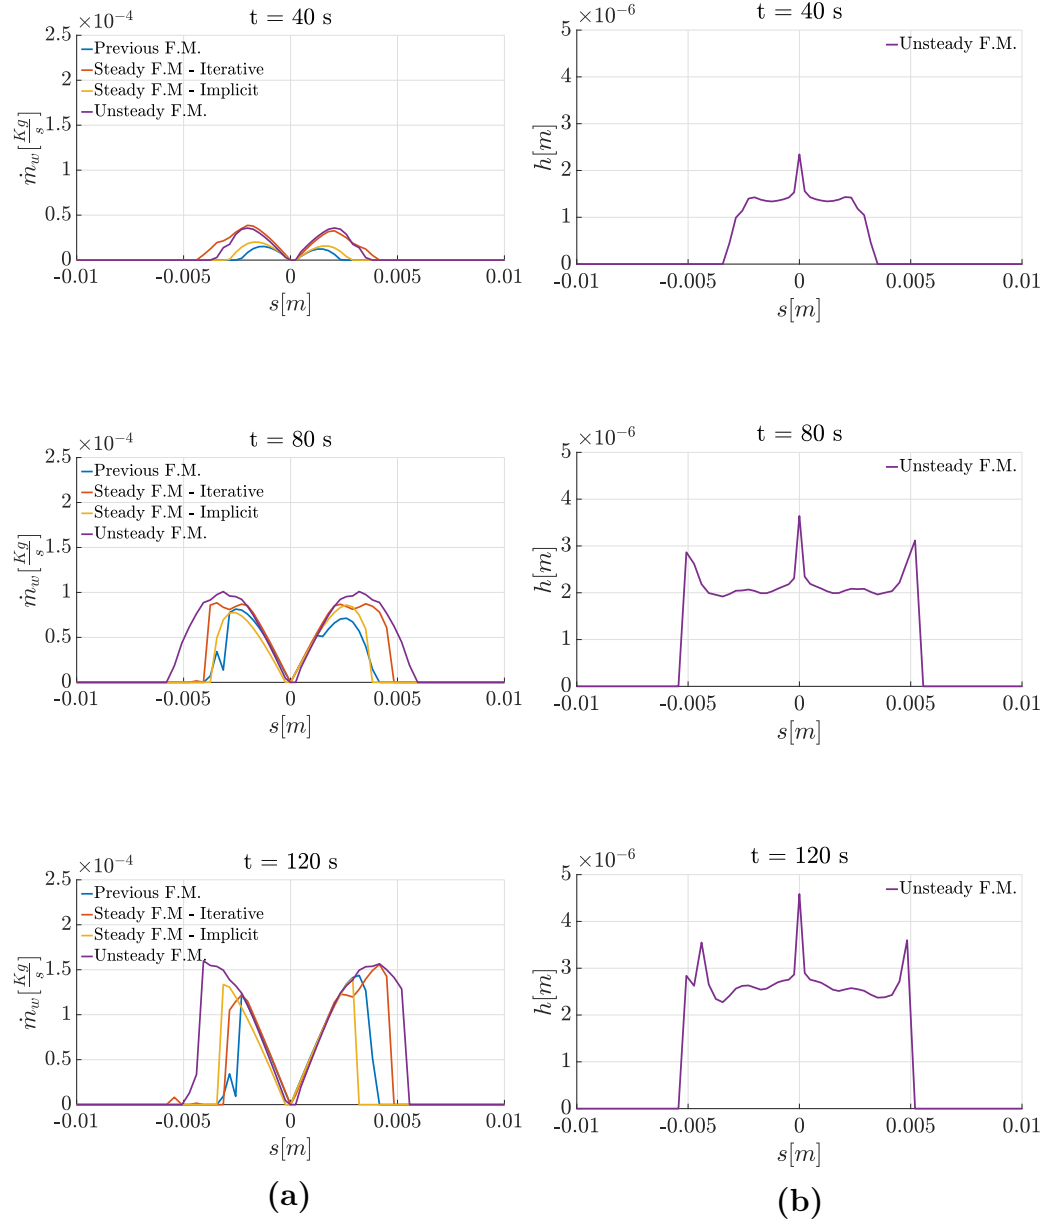 t = 40 s
×10⁻⁴
2.5
2
1.5
1
0.5
0
ṁ_w[Kg/s]
Previous F.M.
Steady F.M - Iterative
Steady F.M - Implicit
Unsteady F.M.
-0.01 -0.005 0 0.005 0.01
s[m]
t = 40 s
×10⁻⁶
5
4
3
2
1
0
h[m]
Unsteady F.M.
-0.01 -0.005 0 0.005 0.01
s[m]
t = 80 s
×10⁻⁴
2.5
2
1.5
1
0.5
0
ṁ_w[Kg/s]
Previous F.M.
Steady F.M - Iterative
Steady F.M - Implicit
Unsteady F.M.
-0.01 -0.005 0 0.005 0.01
s[m]
t = 80 s
×10⁻⁶
5
4
3
2
1
0
h[m]
Unsteady F.M.
-0.01 -0.005 0 0.005 0.01
s[m]
t = 120 s
×10⁻⁴
2.5
2
1.5
1
0.5
0
ṁ_w[Kg/s]
Previous F.M.
Steady F.M - Iterative
Steady F.M - Implicit
Unsteady F.M.
-0.01 -0.005 0 0.005 0.01
s[m]
t = 120 s
×10⁻⁶
5
4
3
2
1
0
h[m]
Unsteady F.M.
-0.01 -0.005 0 0.005 0.01
s[m]
(a)
(b)